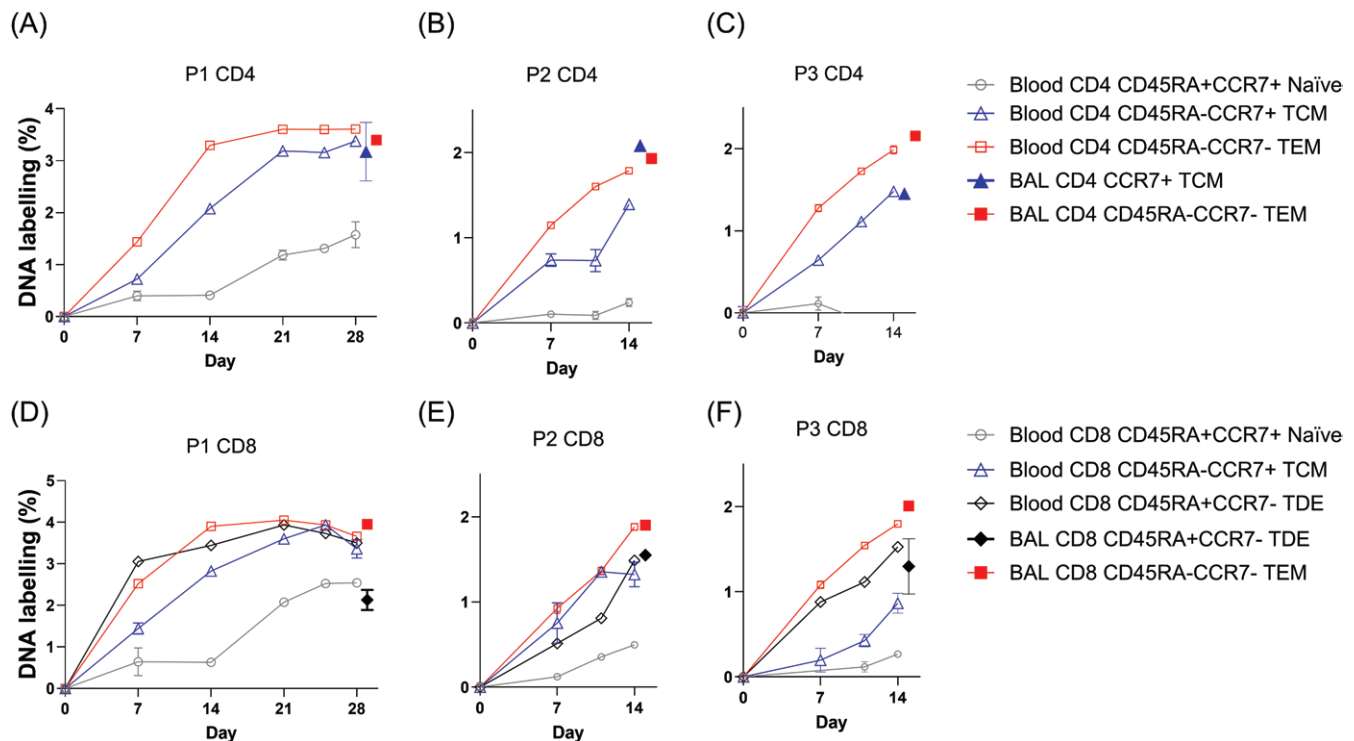 (A)
P1 CD4
DNA labelling (%)
4
3
2
1
0
0 7 14 21 28
Day
(B)
P2 CD4
2
1
0
0 7 14
Day
(C)
P3 CD4
2
1
0
0 7 14
Day
Blood CD4 CD45RA+CCR7+ Naïve
Blood CD4 CD45RA-CCR7+ TCM
Blood CD4 CD45RA-CCR7- TEM
BAL CD4 CCR7+ TCM
BAL CD4 CD45RA-CCR7- TEM
(D)
P1 CD8
DNA labelling (%)
5
4
3
2
1
0
0 7 14 21 28
Day
(E)
P2 CD8
2
1
0
0 7 14
Day
(F)
P3 CD8
2
1
0
0 7 14
Day
Blood CD8 CD45RA+CCR7+ Naïve
Blood CD8 CD45RA-CCR7+ TCM
Blood CD8 CD45RA+CCR7- TDE
BAL CD8 CD45RA+CCR7- TDE
BAL CD8 CD45RA-CCR7- TEM